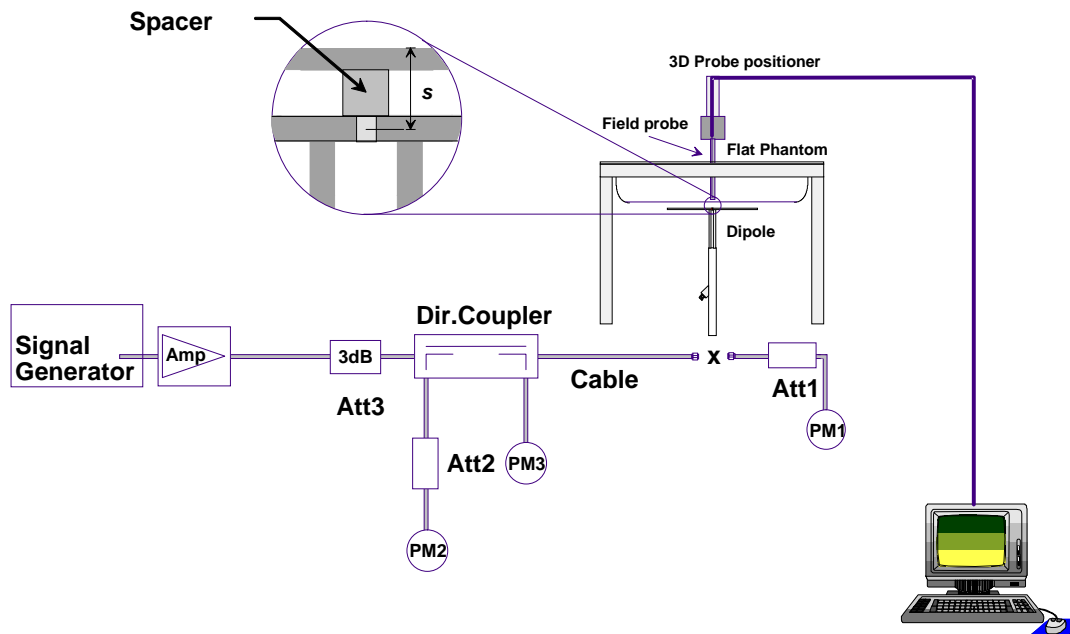 Spacer
s
3D Probe positioner
Field probe
Flat Phantom
Dipole
Dir.Coupler
Signal
Generator
Amp
3dB
Att3
Cable
x
Att1
PM1
Att2
PM3
PM2